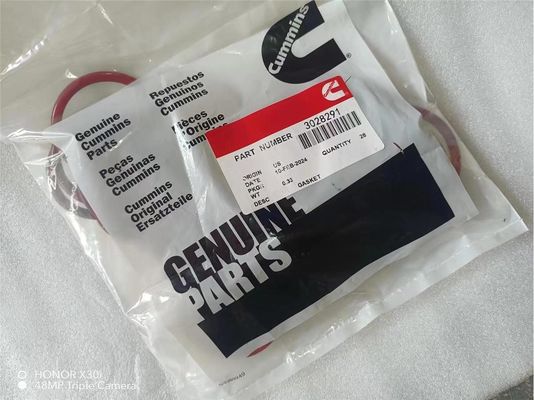 Cummins
®
Genuine
Cummins
Parts
Repuestos
Genuinos
Cummins
Peças
Genuinas
Cummins
Pièces
d'Origine
Cummins
Cummins
Original
Ersatzteile
PART NUMBER 3028291
ORIGIN US QUANTITY 28
DATE 10-FEB-2024
PKGR
WT 0.32
DESC GASKET
GENUINE
PARTS
HONOR X30i
48MP Triple Camera